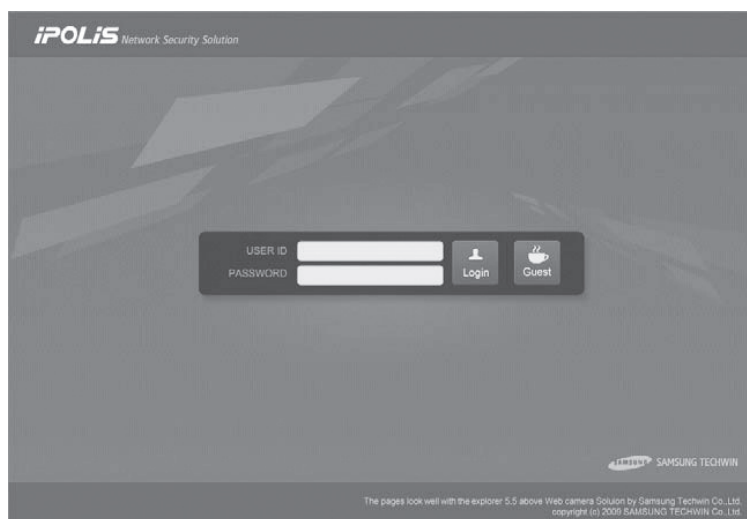 iPOLiS Network Security Solution
USER ID
PASSWORD
Login
Guest
SAMSUNG SAMSUNG TECHWIN
The pages look well with the explorer 5.5 above Web camera Soluion by Samsung Techwin Co.,Ltd.
copyright (c) 2009 SAMSUNG TECHWIN Co.,Ltd.